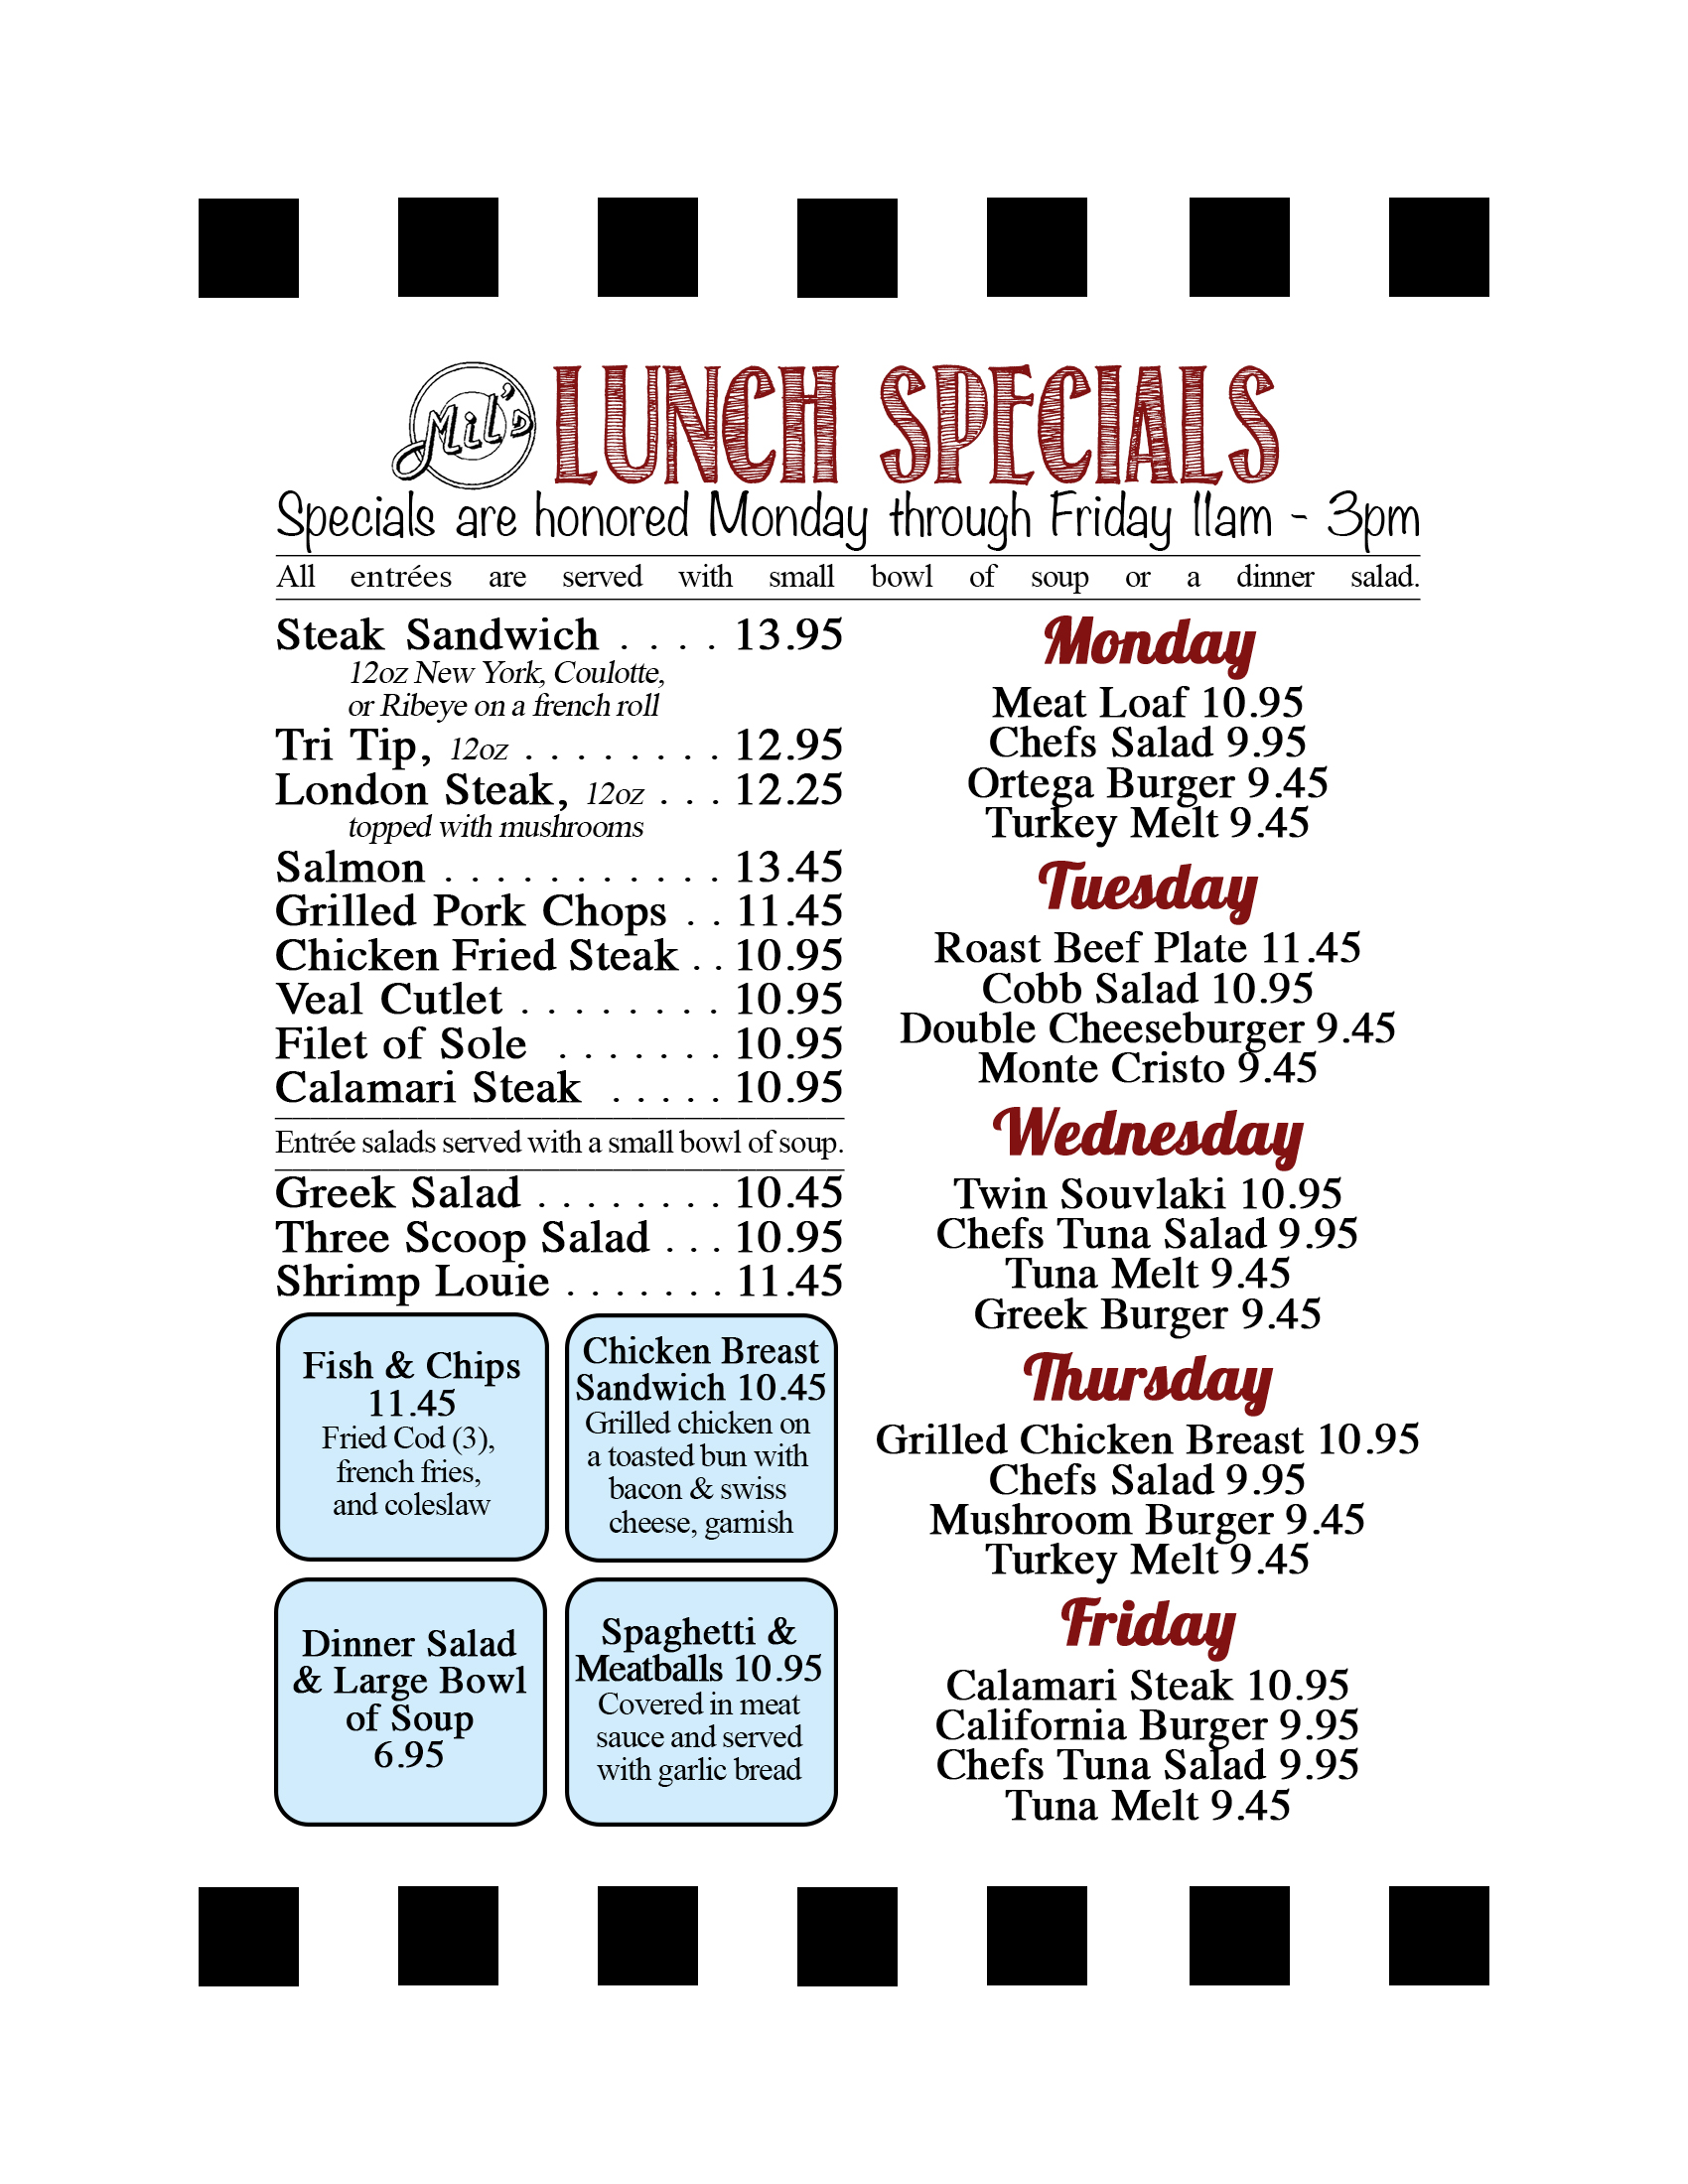 Mil's LUNCH SPECIALS
Specials are honored Monday through Friday 11am - 3pm
All entrées are served with small bowl of soup or a dinner salad.
Steak Sandwich . . . . 13.95
12oz New York, Coulotte,
or Ribeye on a french roll
Tri Tip, 12oz . . . . . . . . 12.95
London Steak, 12oz . . . 12.25
topped with mushrooms
Salmon . . . . . . . . . . . 13.45
Grilled Pork Chops . . 11.45
Chicken Fried Steak . . 10.95
Veal Cutlet . . . . . . . . 10.95
Filet of Sole . . . . . . . 10.95
Calamari Steak . . . . . 10.95
Entrée salads served with a small bowl of soup.
Greek Salad . . . . . . . . 10.45
Three Scoop Salad . . . 10.95
Shrimp Louie . . . . . . . 11.45
Fish & Chips
11.45
Fried Cod (3),
french fries,
and coleslaw
Chicken Breast
Sandwich 10.45
Grilled chicken on
a toasted bun with
bacon & swiss
cheese, garnish
Dinner Salad
& Large Bowl
of Soup
6.95
Spaghetti &
Meatballs 10.95
Covered in meat
sauce and served
with garlic bread
Monday
Meat Loaf 10.95
Chefs Salad 9.95
Ortega Burger 9.45
Turkey Melt 9.45
Tuesday
Roast Beef Plate 11.45
Cobb Salad 10.95
Double Cheeseburger 9.45
Monte Cristo 9.45
Wednesday
Twin Souvlaki 10.95
Chefs Tuna Salad 9.95
Tuna Melt 9.45
Greek Burger 9.45
Thursday
Grilled Chicken Breast 10.95
Chefs Salad 9.95
Mushroom Burger 9.45
Turkey Melt 9.45
Friday
Calamari Steak 10.95
California Burger 9.95
Chefs Tuna Salad 9.95
Tuna Melt 9.45